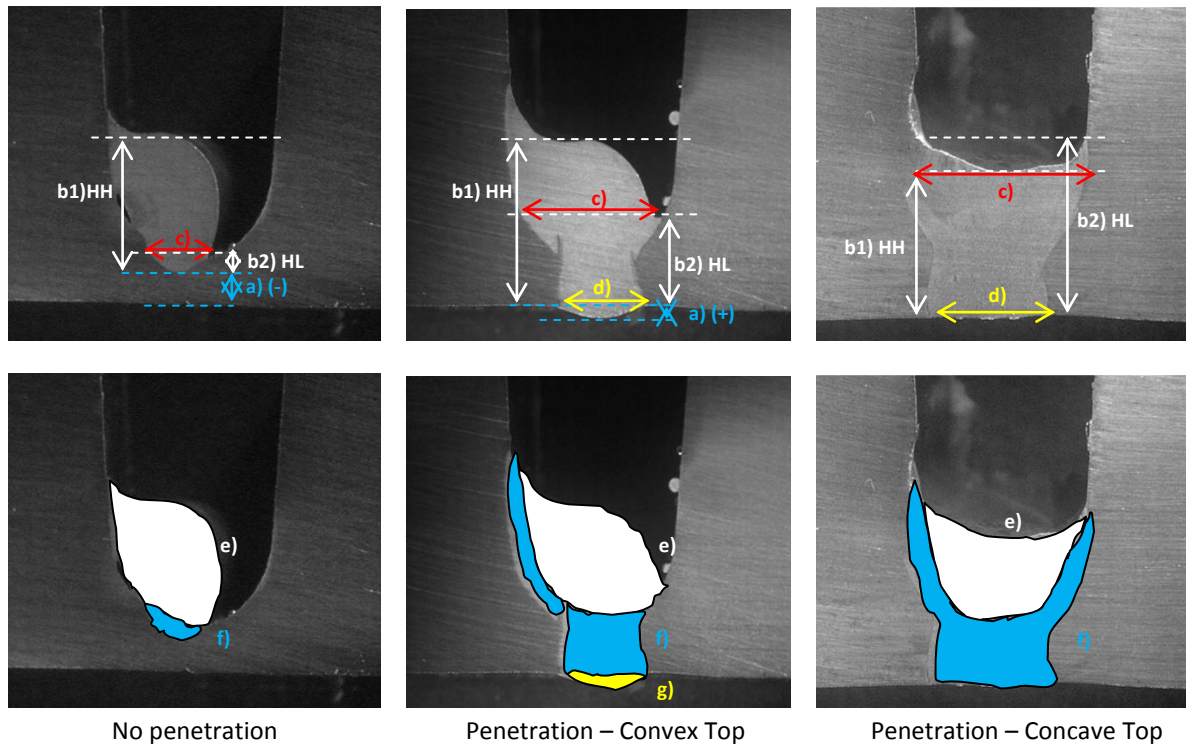 b1)HH
c)
b2) HL
a) (-)
b1) HH
c)
b2) HL
d)
a) (+)
c)
b1) HH
b2) HL
d)
e)
f)
e)
f)
g)
e)
f)
No penetration
Penetration – Convex Top
Penetration – Concave Top